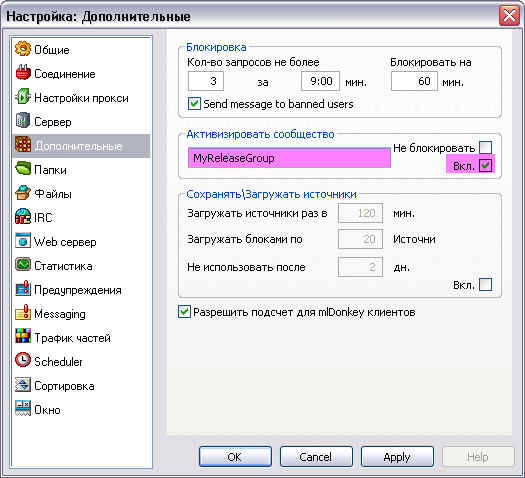 Настройка: Дополнительные
Общие
Соединение
Настройки прокси
Сервер
Дополнительные
Папки
Файлы
IRC
Web сервер
Статистика
Предупреждения
Messaging
Трафик частей
Scheduler
Сортировка
Окно
Блокировка
Кол-во запросов не более Блокировать на
3 за 9:00 мин. 60 мин.
Send message to banned users
Активизировать сообщество
Не блокировать
MyReleaseGroup
Вкл.
Сохранять\Загружать источники
Загружать источники раз в 120 мин.
Загружать блоками по 20 Источни
Не использовать после 2 дн.
Вкл.
Разрешить подсчет для mlDonkey клиентов
OK Cancel Apply Help